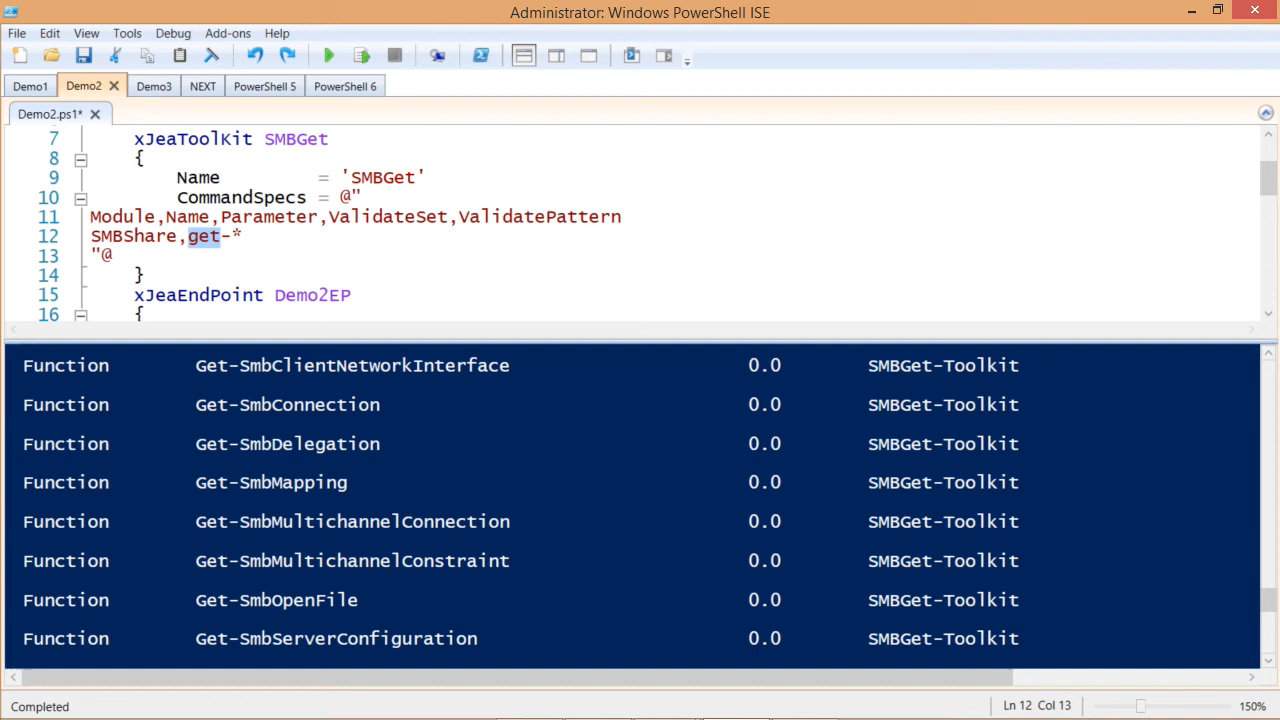 Administrator: Windows PowerShell ISE
File Edit View Tools Debug Add-ons Help
Demo1 Demo2 Demo3 NEXT PowerShell 5 PowerShell 6
Demo2.ps1*
7 xJeaToolKit SMBGet
8 {
9 Name = 'SMBGet'
10 CommandSpecs = @"
11 Module,Name,Parameter,ValidateSet,ValidatePattern
12 SMBShare,get-*
13 "@
14 }
15 xJeaEndPoint Demo2EP
16 {
Function Get-SmbClientNetworkInterface 0.0 SMBGet-Toolkit
Function Get-SmbConnection 0.0 SMBGet-Toolkit
Function Get-SmbDelegation 0.0 SMBGet-Toolkit
Function Get-SmbMapping 0.0 SMBGet-Toolkit
Function Get-SmbMultichannelConnection 0.0 SMBGet-Toolkit
Function Get-SmbMultichannelConstraint 0.0 SMBGet-Toolkit
Function Get-SmbOpenFile 0.0 SMBGet-Toolkit
Function Get-SmbServerConfiguration 0.0 SMBGet-Toolkit
Completed Ln 12 Col 13 150%